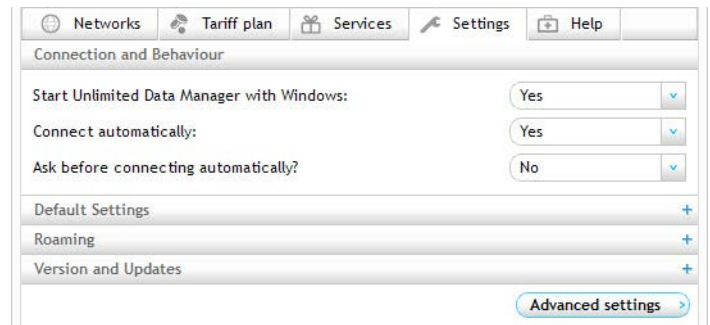 Networks Tariff plan Services Settings Help
Connection and Behaviour
Start Unlimited Data Manager with Windows: Yes
Connect automatically: Yes
Ask before connecting automatically? No
Default Settings
Roaming
Version and Updates
Advanced settings